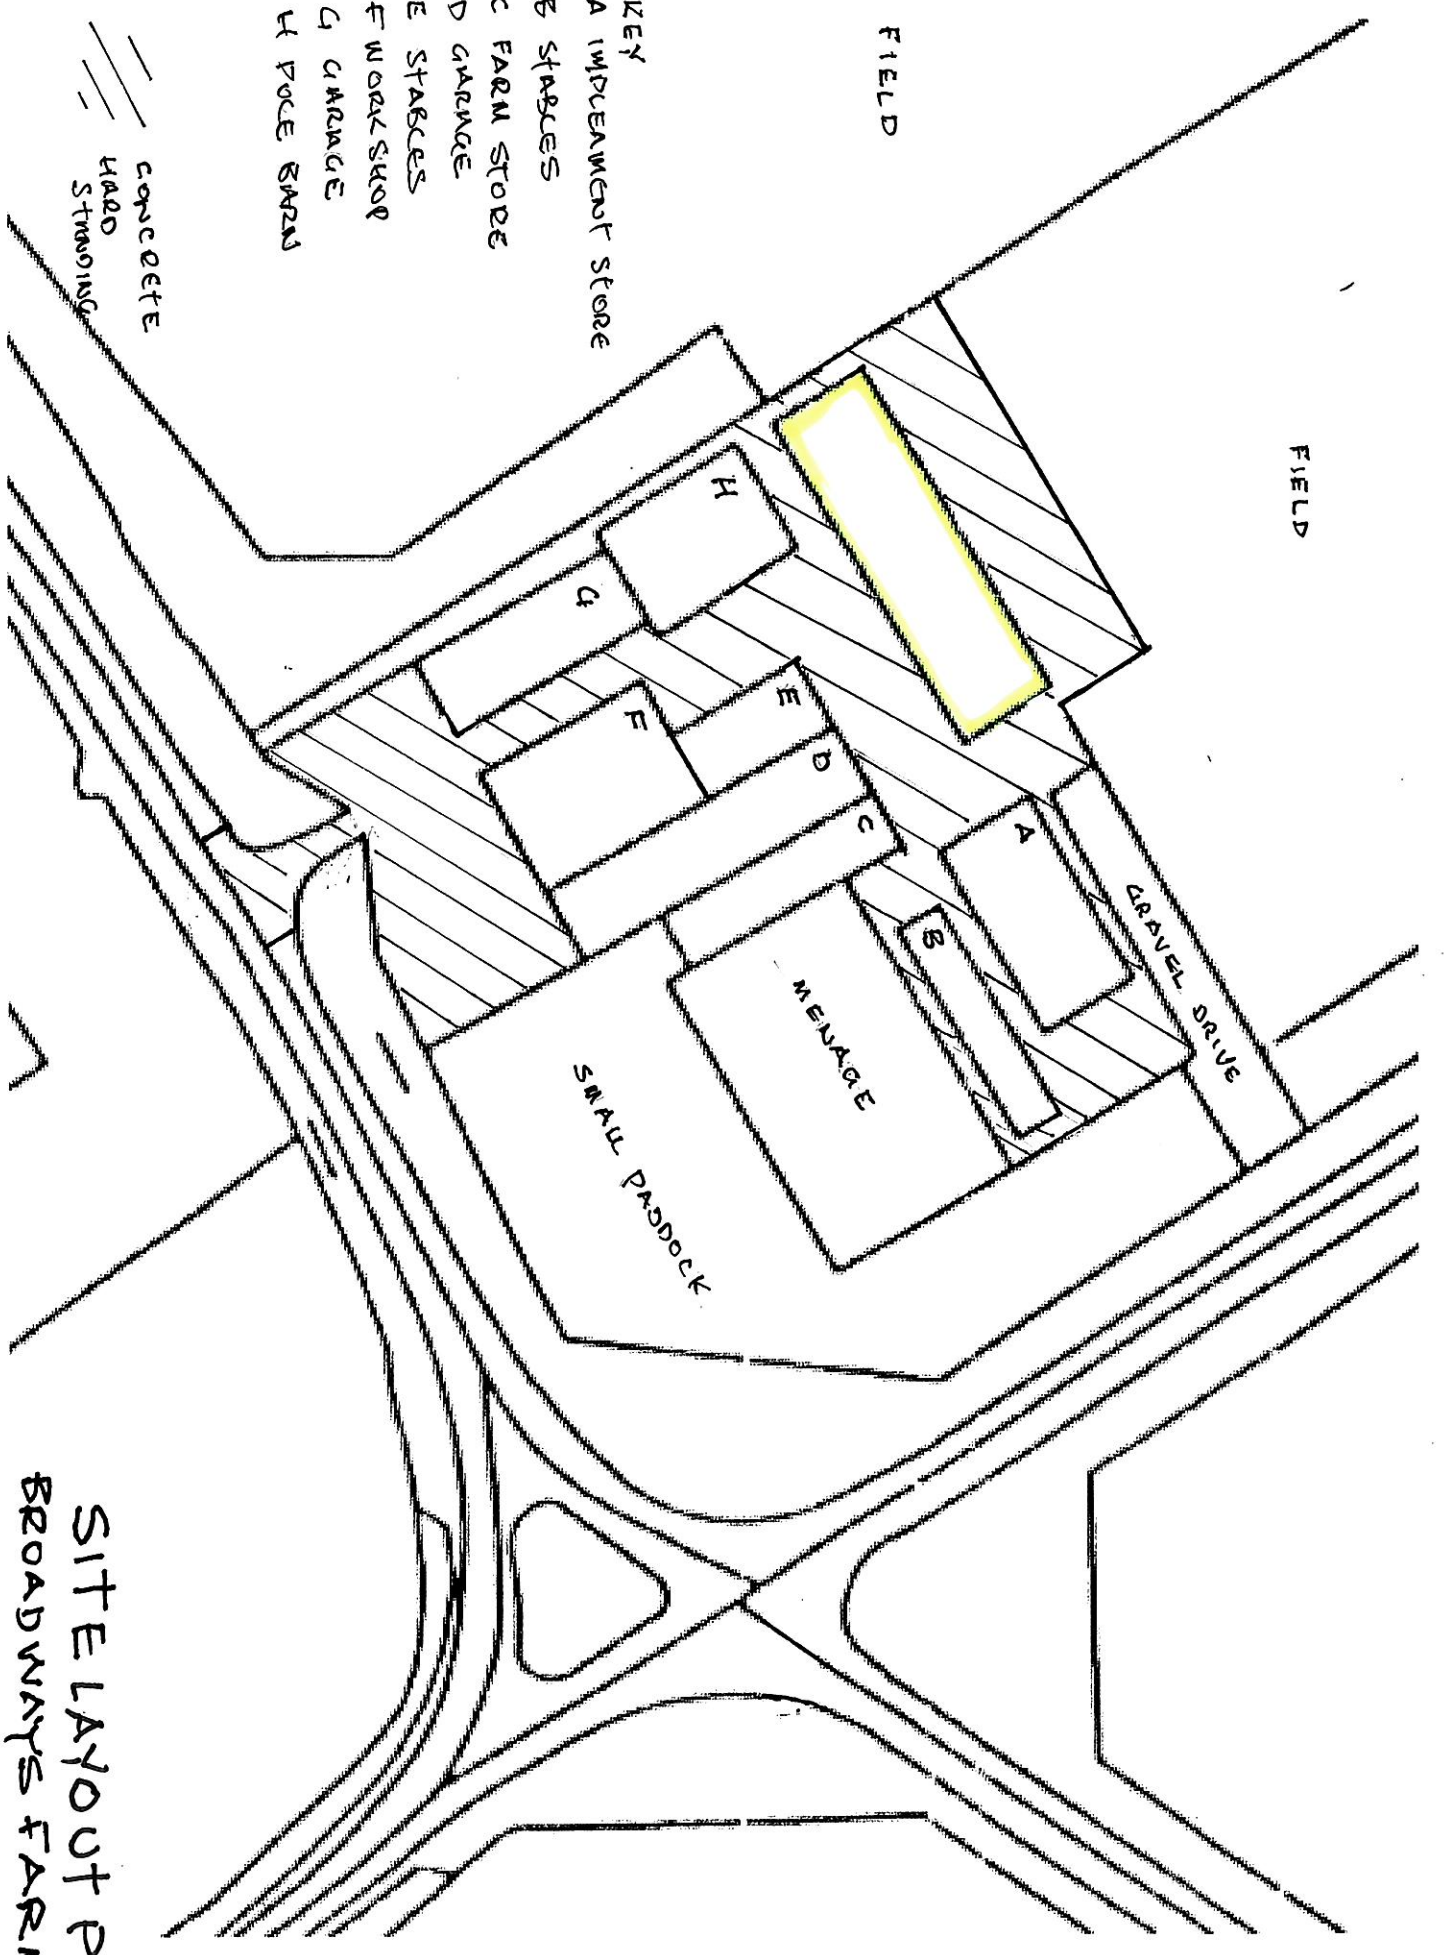 KEY
A IMPLEMENT STORE
B STABLES
C FARM STORE
D GARAGE
E STABLES
F WORKSHOP
G GARAGE
H POLE BARN
CONCRETE
HARD
STANDING
FIELD
FIELD
H
G
F
E
D
C
A
B
GRAVEL DRIVE
MENAGE
SMALL PADDOCK
SITE LAYOUT P
BROADWAYS FAR